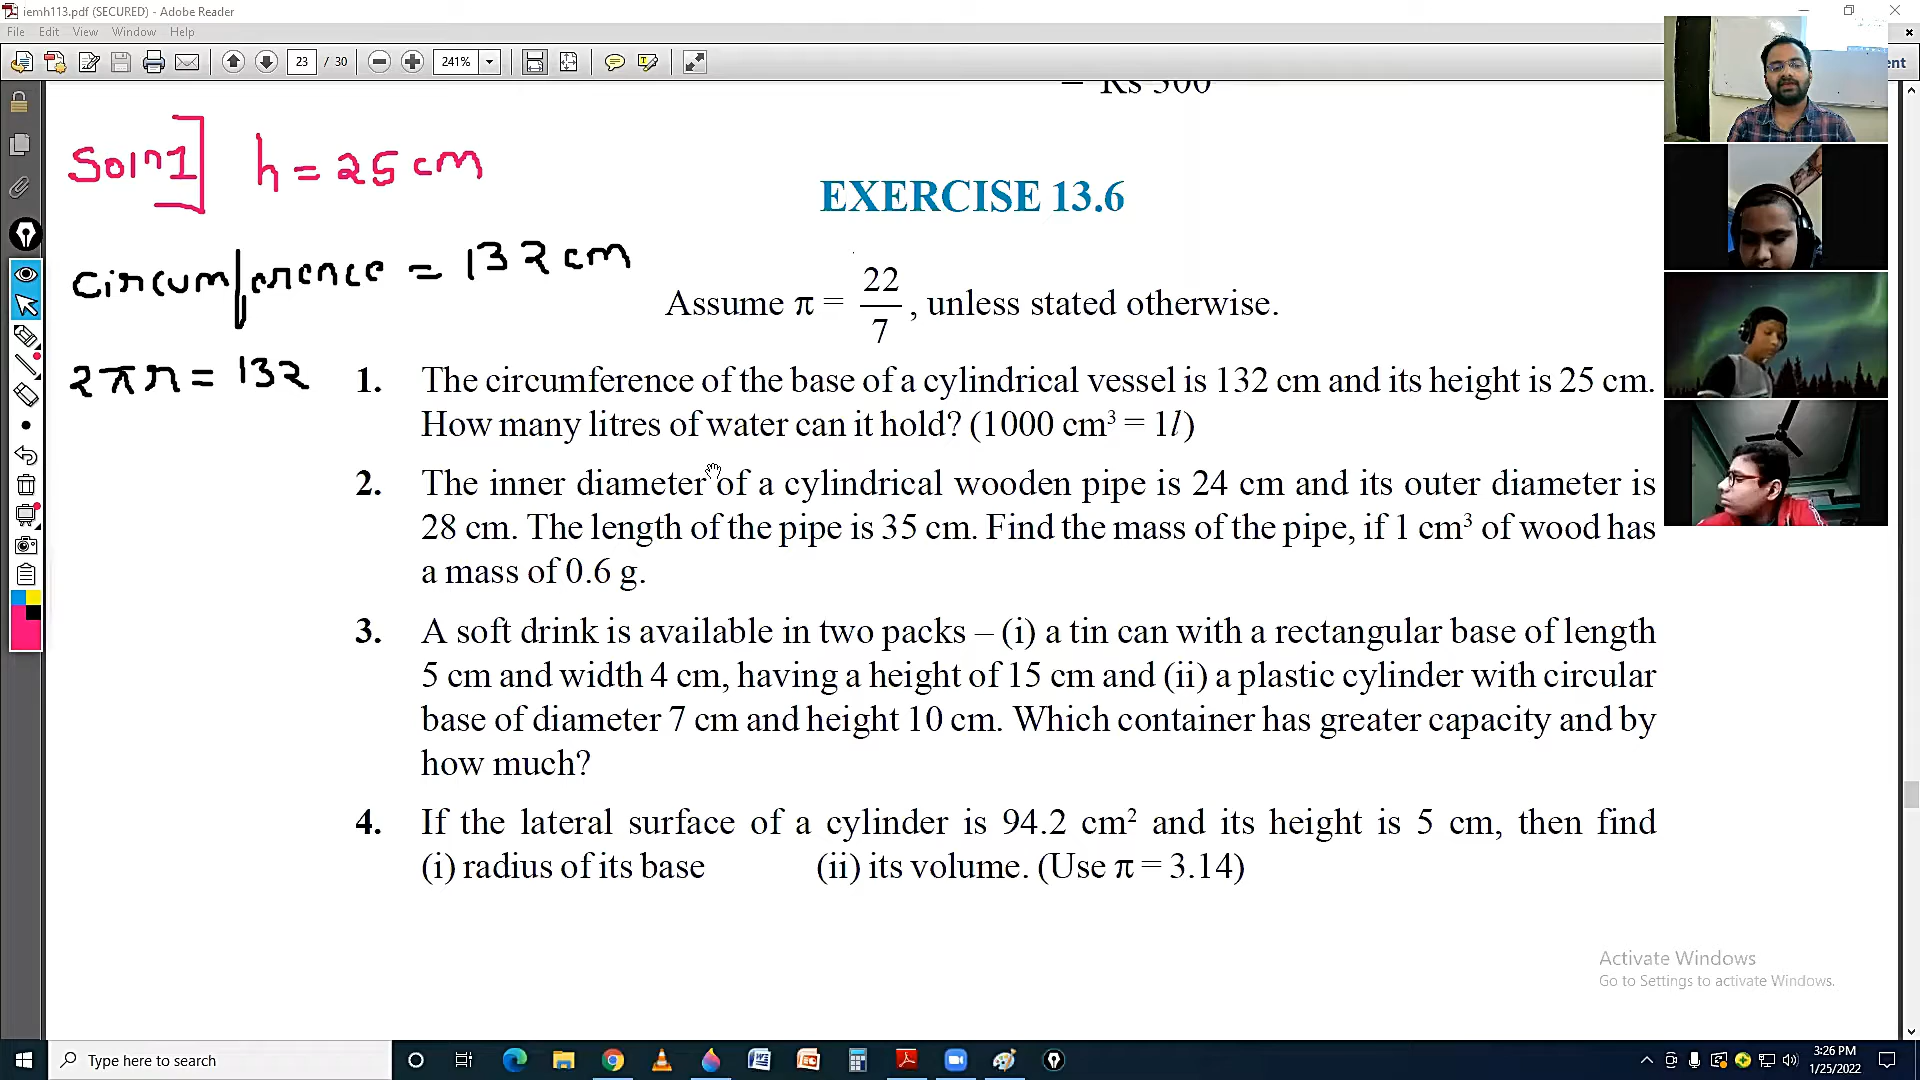 iemh113.pdf (SECURED) - Adobe Reader
File Edit View Window Help
23 / 30 241%
= Rs 500
Soln1] h = 25 cm
EXERCISE 13.6
circumference = 132 cm
Assume π = 22/7, unless stated otherwise.
2πr = 132
1. The circumference of the base of a cylindrical vessel is 132 cm and its height is 25 cm.
How many litres of water can it hold? (1000 cm³ = 1l)
2. The inner diameter of a cylindrical wooden pipe is 24 cm and its outer diameter is
28 cm. The length of the pipe is 35 cm. Find the mass of the pipe, if 1 cm³ of wood has
a mass of 0.6 g.
3. A soft drink is available in two packs – (i) a tin can with a rectangular base of length
5 cm and width 4 cm, having a height of 15 cm and (ii) a plastic cylinder with circular
base of diameter 7 cm and height 10 cm. Which container has greater capacity and by
how much?
4. If the lateral surface of a cylinder is 94.2 cm² and its height is 5 cm, then find
(i) radius of its base (ii) its volume. (Use π = 3.14)
Activate Windows
Go to Settings to activate Windows.
Type here to search
3:26 PM
1/25/2022